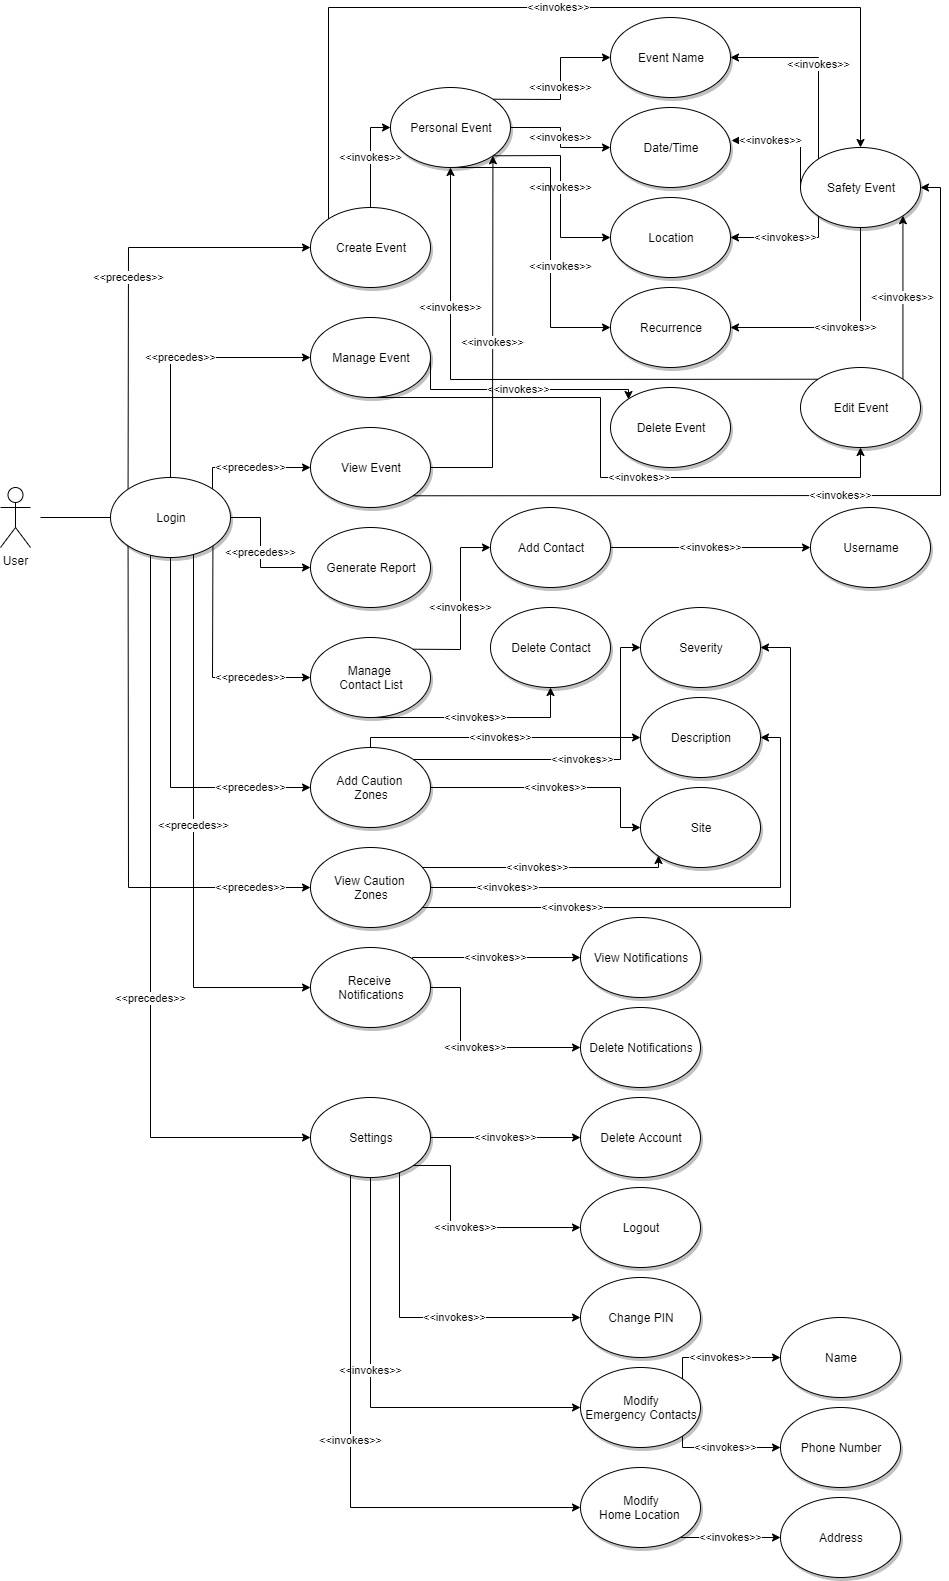 <<invokes>>
Event Name
<<invokes>>
<<invokes>>
Personal Event
<<invokes>>
<<invokes>>
Date/Time
<<invokes>>
<<invokes>>
Safety Event
<<invokes>>
Create Event
Location
<<invokes>>
<<invokes>>
<<precedes>>
<<invokes>>
<<invokes>>
Recurrence
<<invokes>>
<<invokes>>
<<precedes>>
Manage Event
<<invokes>>
Delete Event
Edit Event
<<precedes>>
View Event
<<invokes>>
<<invokes>>
Login
User
<<precedes>>
Generate Report
Add Contact
<<invokes>>
Username
<<invokes>>
Delete Contact
Severity
<<precedes>>
Manage
Contact List
<<invokes>>
<<invokes>>
Description
<<invokes>>
<<precedes>>
Add Caution
Zones
<<invokes>>
<<precedes>>
Site
<<invokes>>
<<precedes>>
View Caution
Zones
<<invokes>>
<<invokes>>
<<invokes>>
View Notifications
Receive
Notifications
<<precedes>>
<<invokes>>
Delete Notifications
Settings
<<invokes>>
Delete Account
<<invokes>>
Logout
<<invokes>>
Change PIN
<<invokes>>
Name
<<invokes>>
Modify
Emergency Contacts
<<invokes>>
<<invokes>>
Phone Number
Modify
Home Location
<<invokes>>
Address